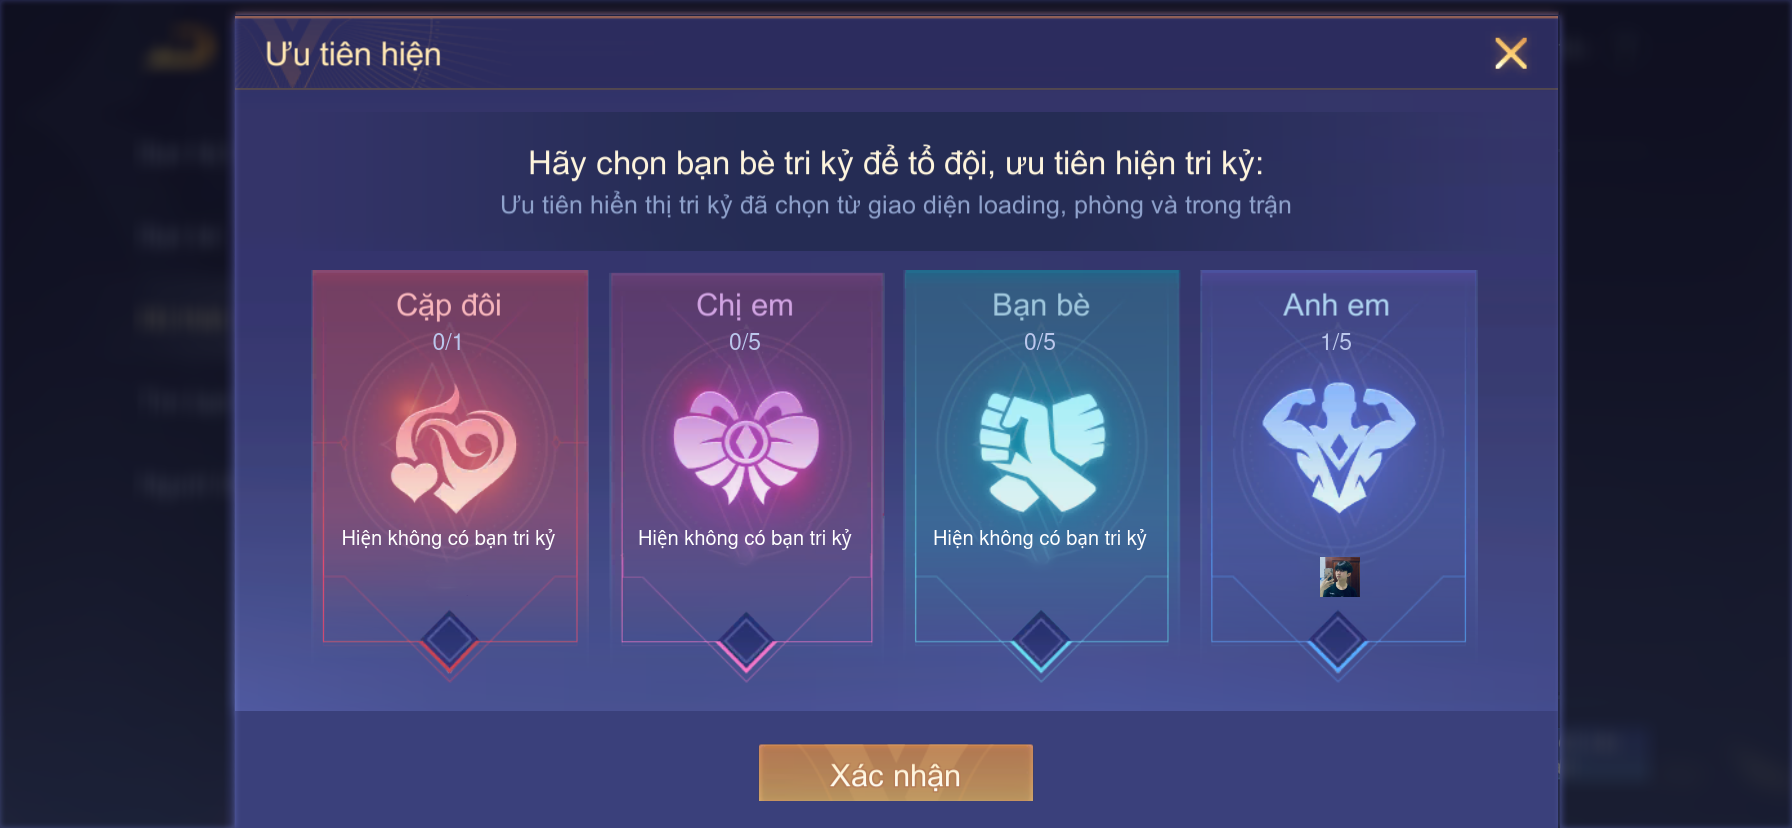 Ưu tiên hiện
Hãy chọn bạn bè tri kỷ để tổ đội, ưu tiên hiện tri kỷ:
Ưu tiên hiển thị tri kỷ đã chọn từ giao diện loading, phòng và trong trận
Cặp đôi
0/1
Hiện không có bạn tri kỷ
Chị em
0/5
Hiện không có bạn tri kỷ
Bạn bè
0/5
Hiện không có bạn tri kỷ
Anh em
1/5
Xác nhận